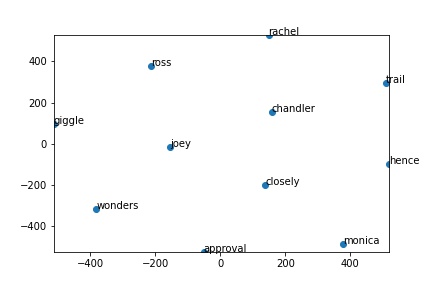 rachel
400
ross
trail
200
chandler
giggle
0
joey
hence
−200
closely
wonders
−400
monica
approval
−400 −200 0 200 400